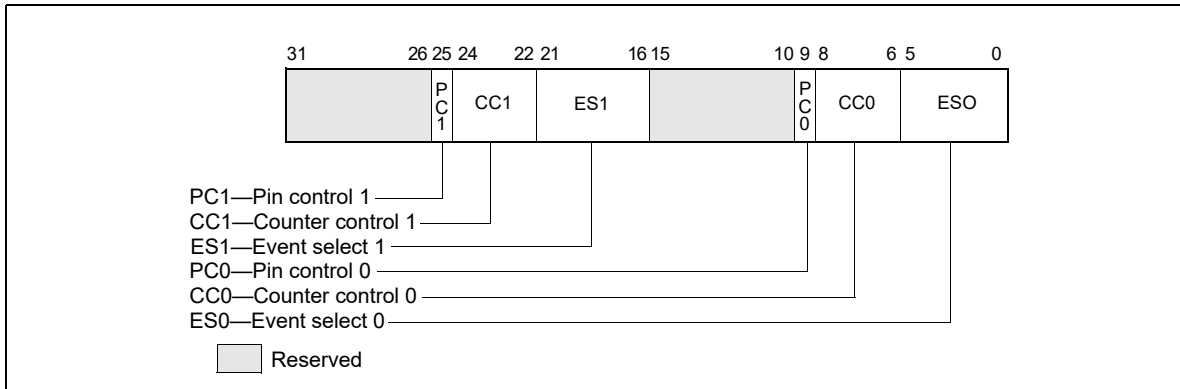 31 26 25 24 22 21 16 15 10 9 8 6 5 0
PC1 CC1 ES1 PC0 CC0 ESO
PC1—Pin control 1
CC1—Counter control 1
ES1—Event select 1
PC0—Pin control 0
CC0—Counter control 0
ES0—Event select 0
Reserved